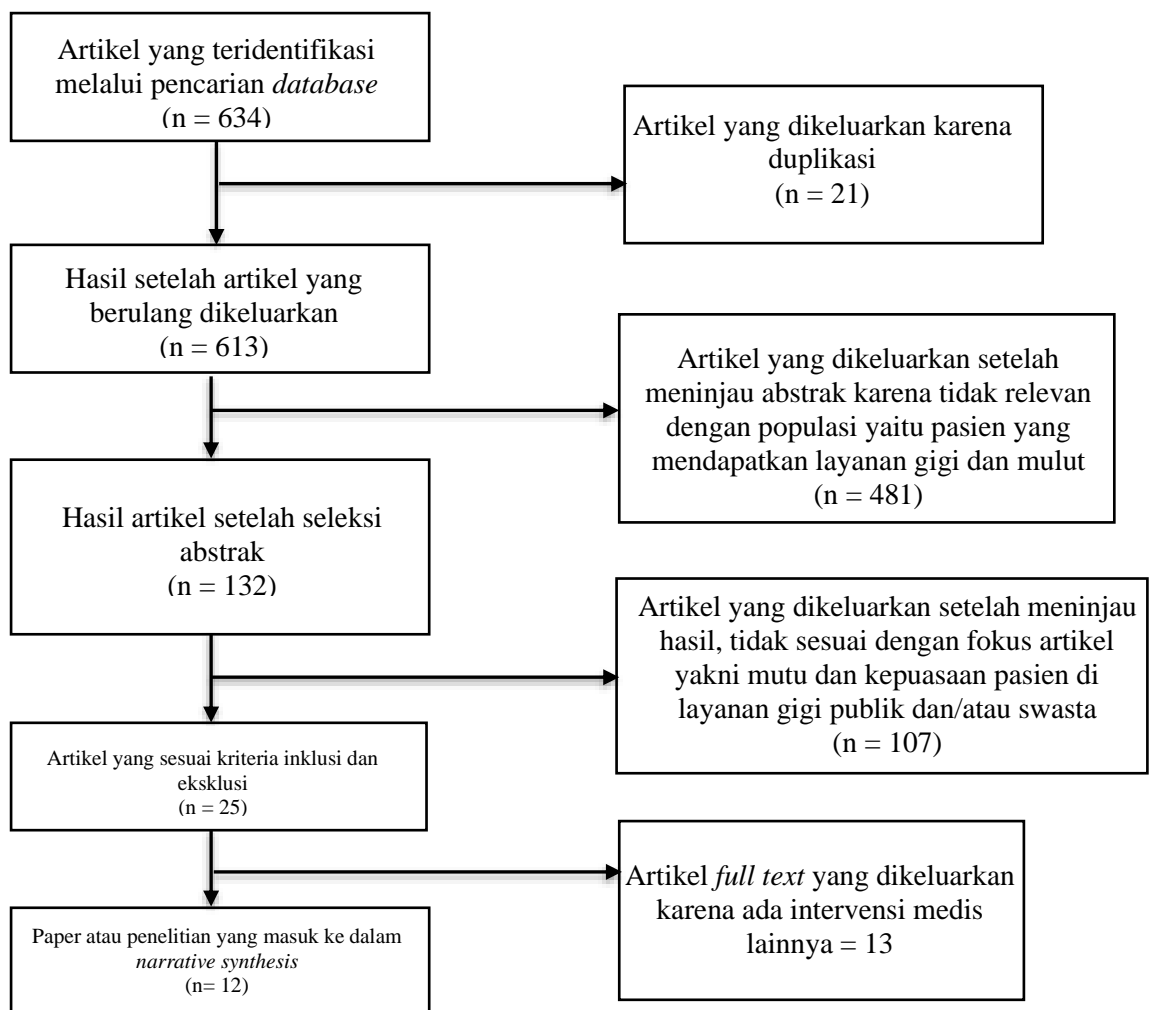 Artikel yang teridentifikasi
melalui pencarian database
(n = 634)
Artikel yang dikeluarkan karena
duplikasi
(n = 21)
Hasil setelah artikel yang
berulang dikeluarkan
(n = 613)
Artikel yang dikeluarkan setelah
meninjau abstrak karena tidak relevan
dengan populasi yaitu pasien yang
mendapatkan layanan gigi dan mulut
(n = 481)
Hasil artikel setelah seleksi
abstrak
(n = 132)
Artikel yang dikeluarkan setelah meninjau
hasil, tidak sesuai dengan fokus artikel
yakni mutu dan kepuasaan pasien di
layanan gigi publik dan/atau swasta
(n = 107)
Artikel yang sesuai kriteria inklusi dan
eksklusi
(n = 25)
Artikel full text yang dikeluarkan
karena ada intervensi medis
lainnya = 13
Paper atau penelitian yang masuk ke dalam
narrative synthesis
(n= 12)